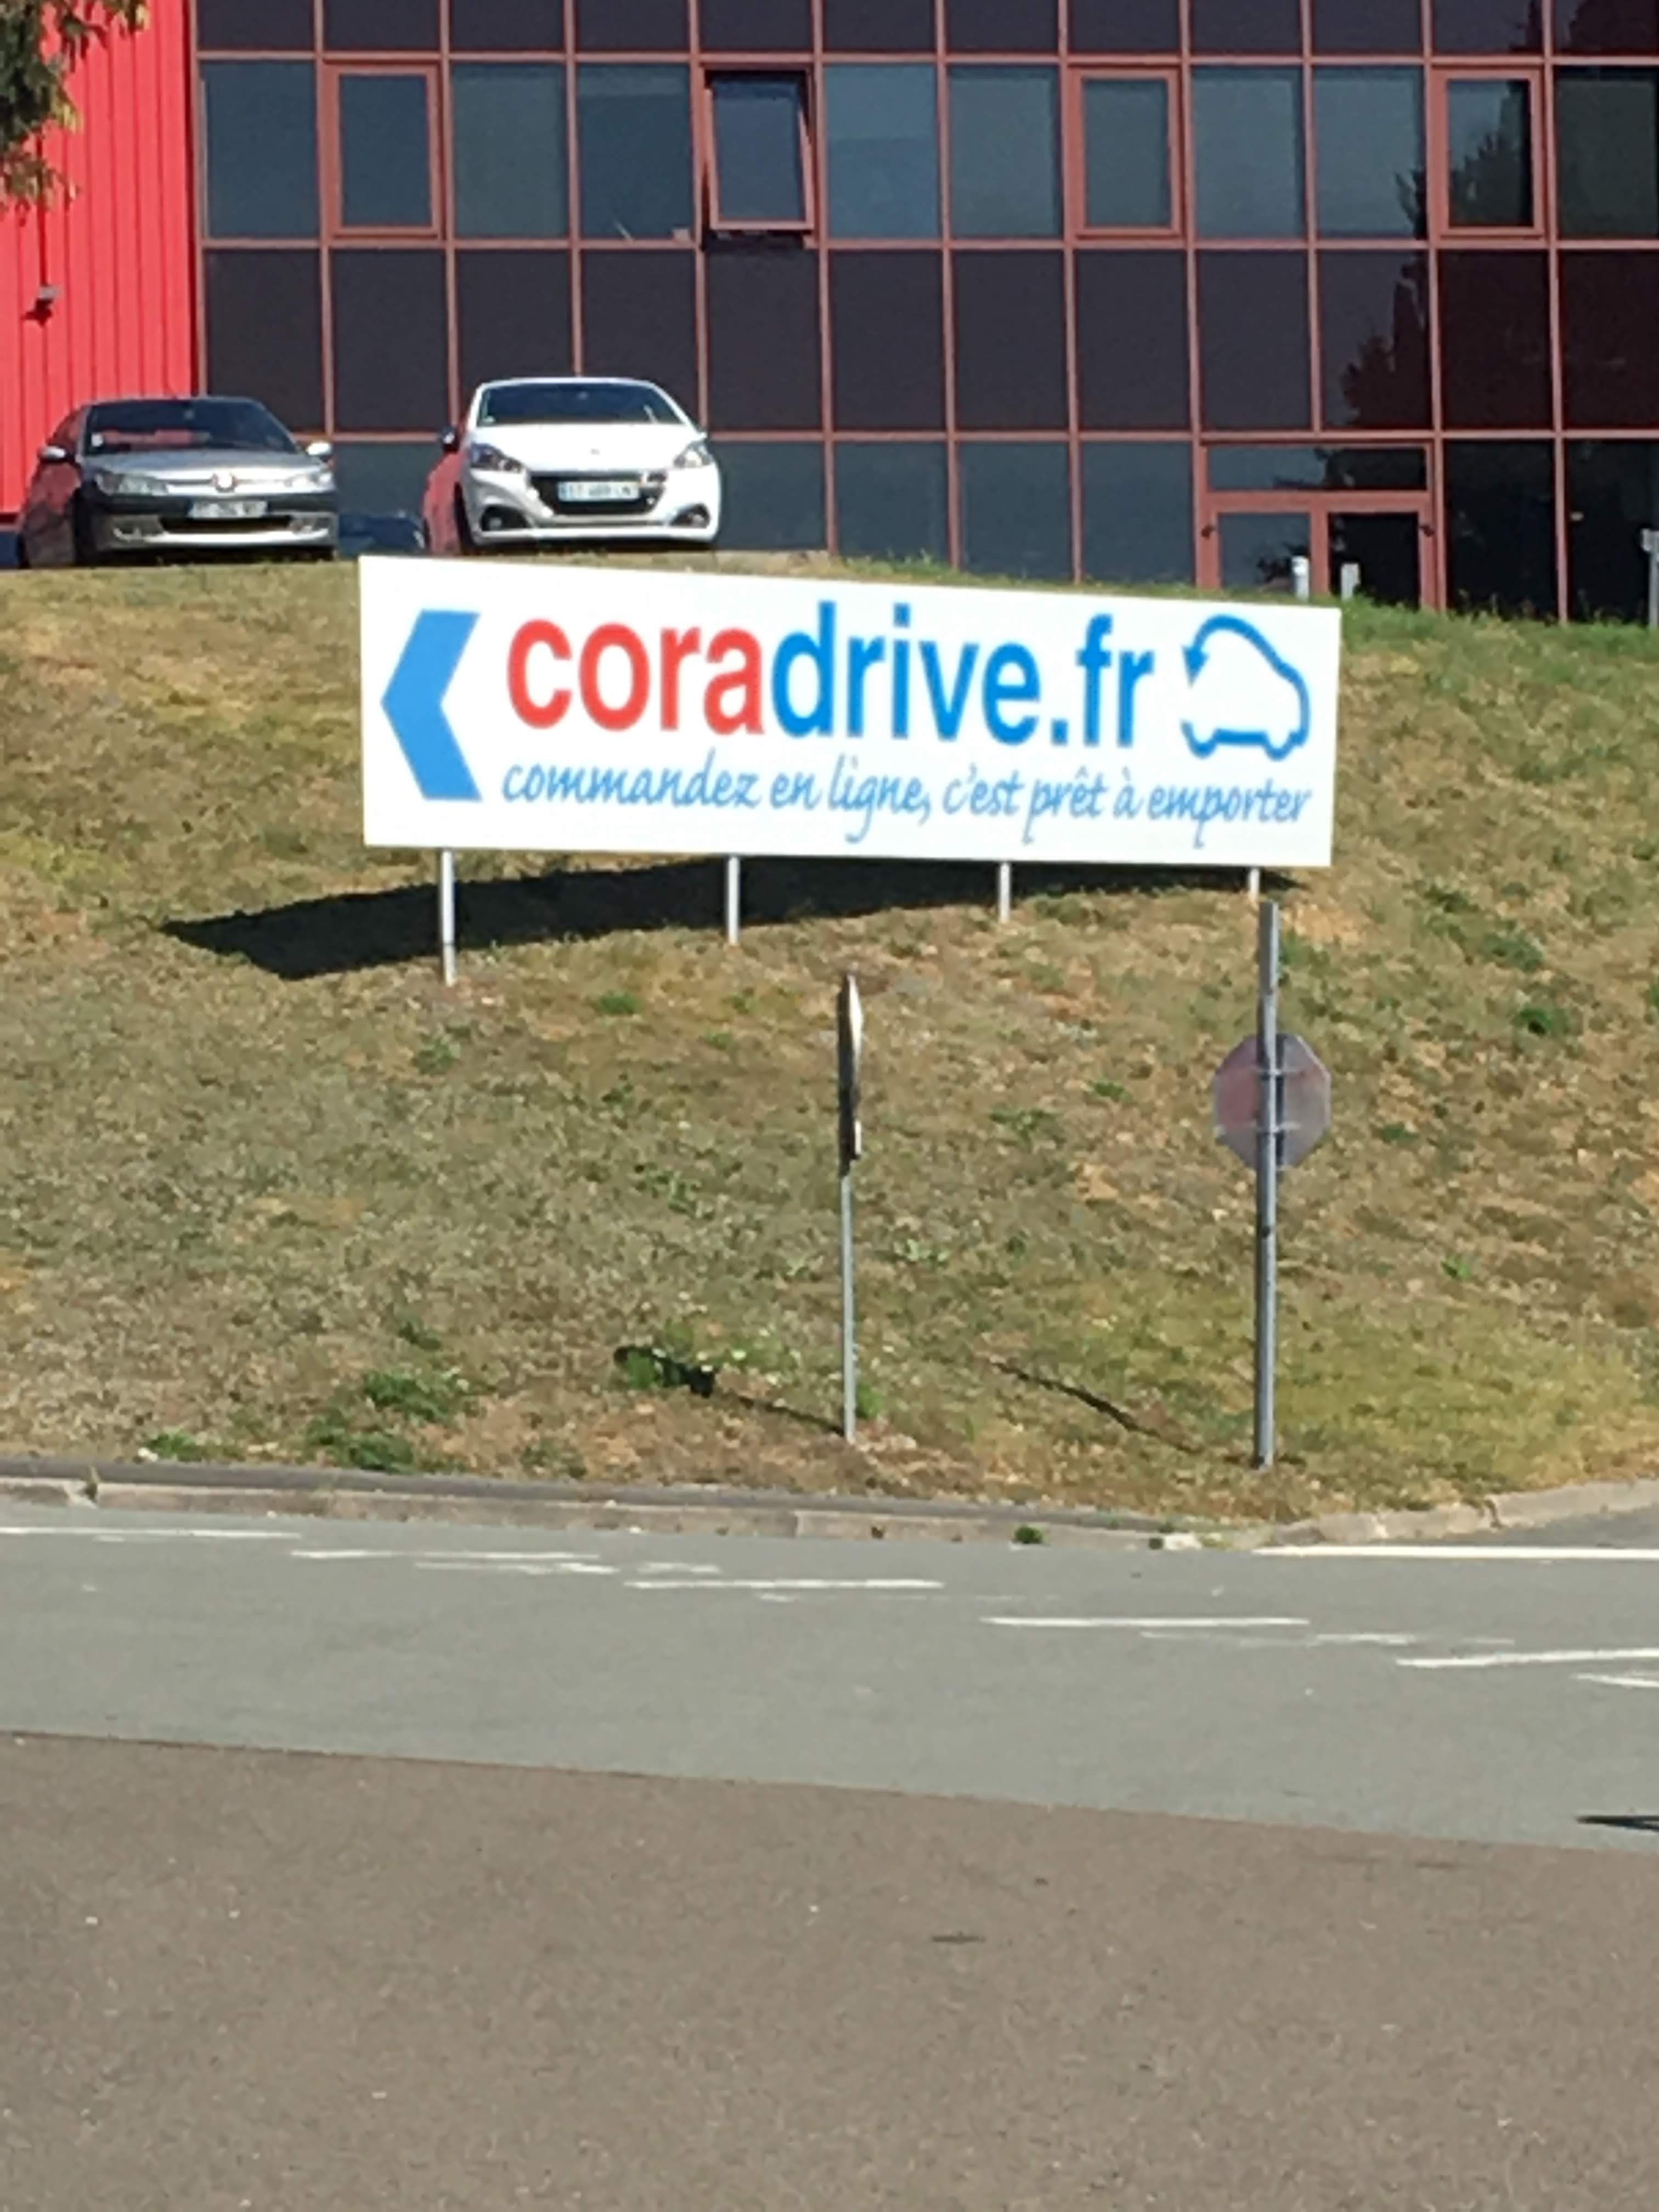 coradrive.fr
commandez en ligne, c'est prêt à emporter